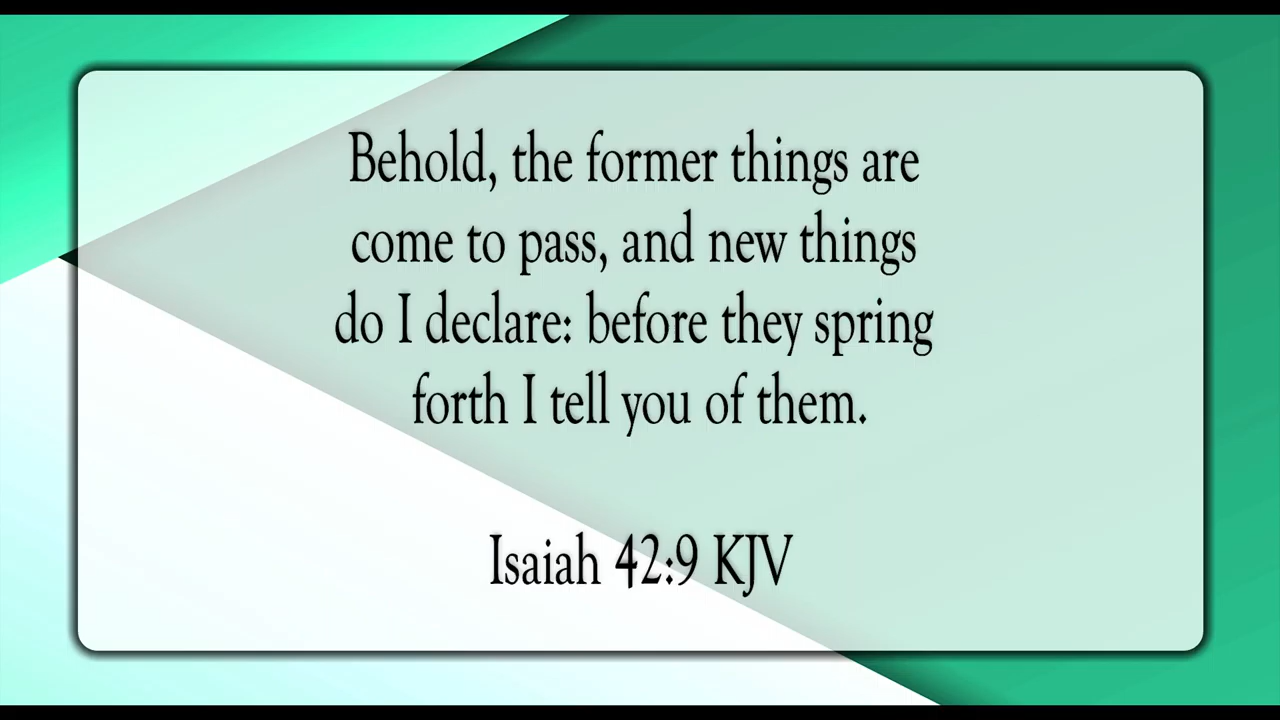 Behold, the former things are
come to pass, and new things
do I declare: before they spring
forth I tell you of them.
Isaiah 42:9 KJV